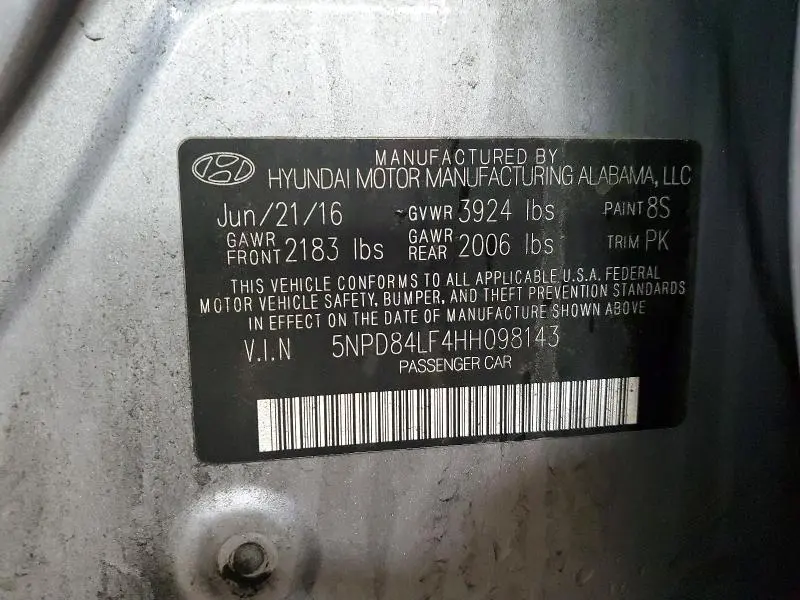 MANUFACTURED BY
HYUNDAI MOTOR MANUFACTURING ALABAMA, LLC
Jun/21/16 GVWR 3924 lbs PAINT 8S
GAWR FRONT 2183 lbs GAWR REAR 2006 lbs TRIM PK
THIS VEHICLE CONFORMS TO ALL APPLICABLE U.S.A. FEDERAL
MOTOR VEHICLE SAFETY, BUMPER, AND THEFT PREVENTION STANDARDS
IN EFFECT ON THE DATE OF MANUFACTURE SHOWN ABOVE
V.I.N 5NPD84LF4HH098143
PASSENGER CAR